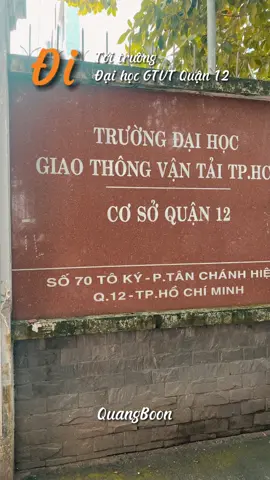 Đi
Tới trường
Đại học GTVT Quận 12
TRƯỜNG ĐẠI HỌC
GIAO THÔNG VẬN TẢI TP.HC
CƠ SỞ QUẬN 12
SỐ 70 TÔ KÝ - P.TÂN CHÁNH HIỆ
Q.12 - TP.HỒ CHÍ MINH
QuangBoon